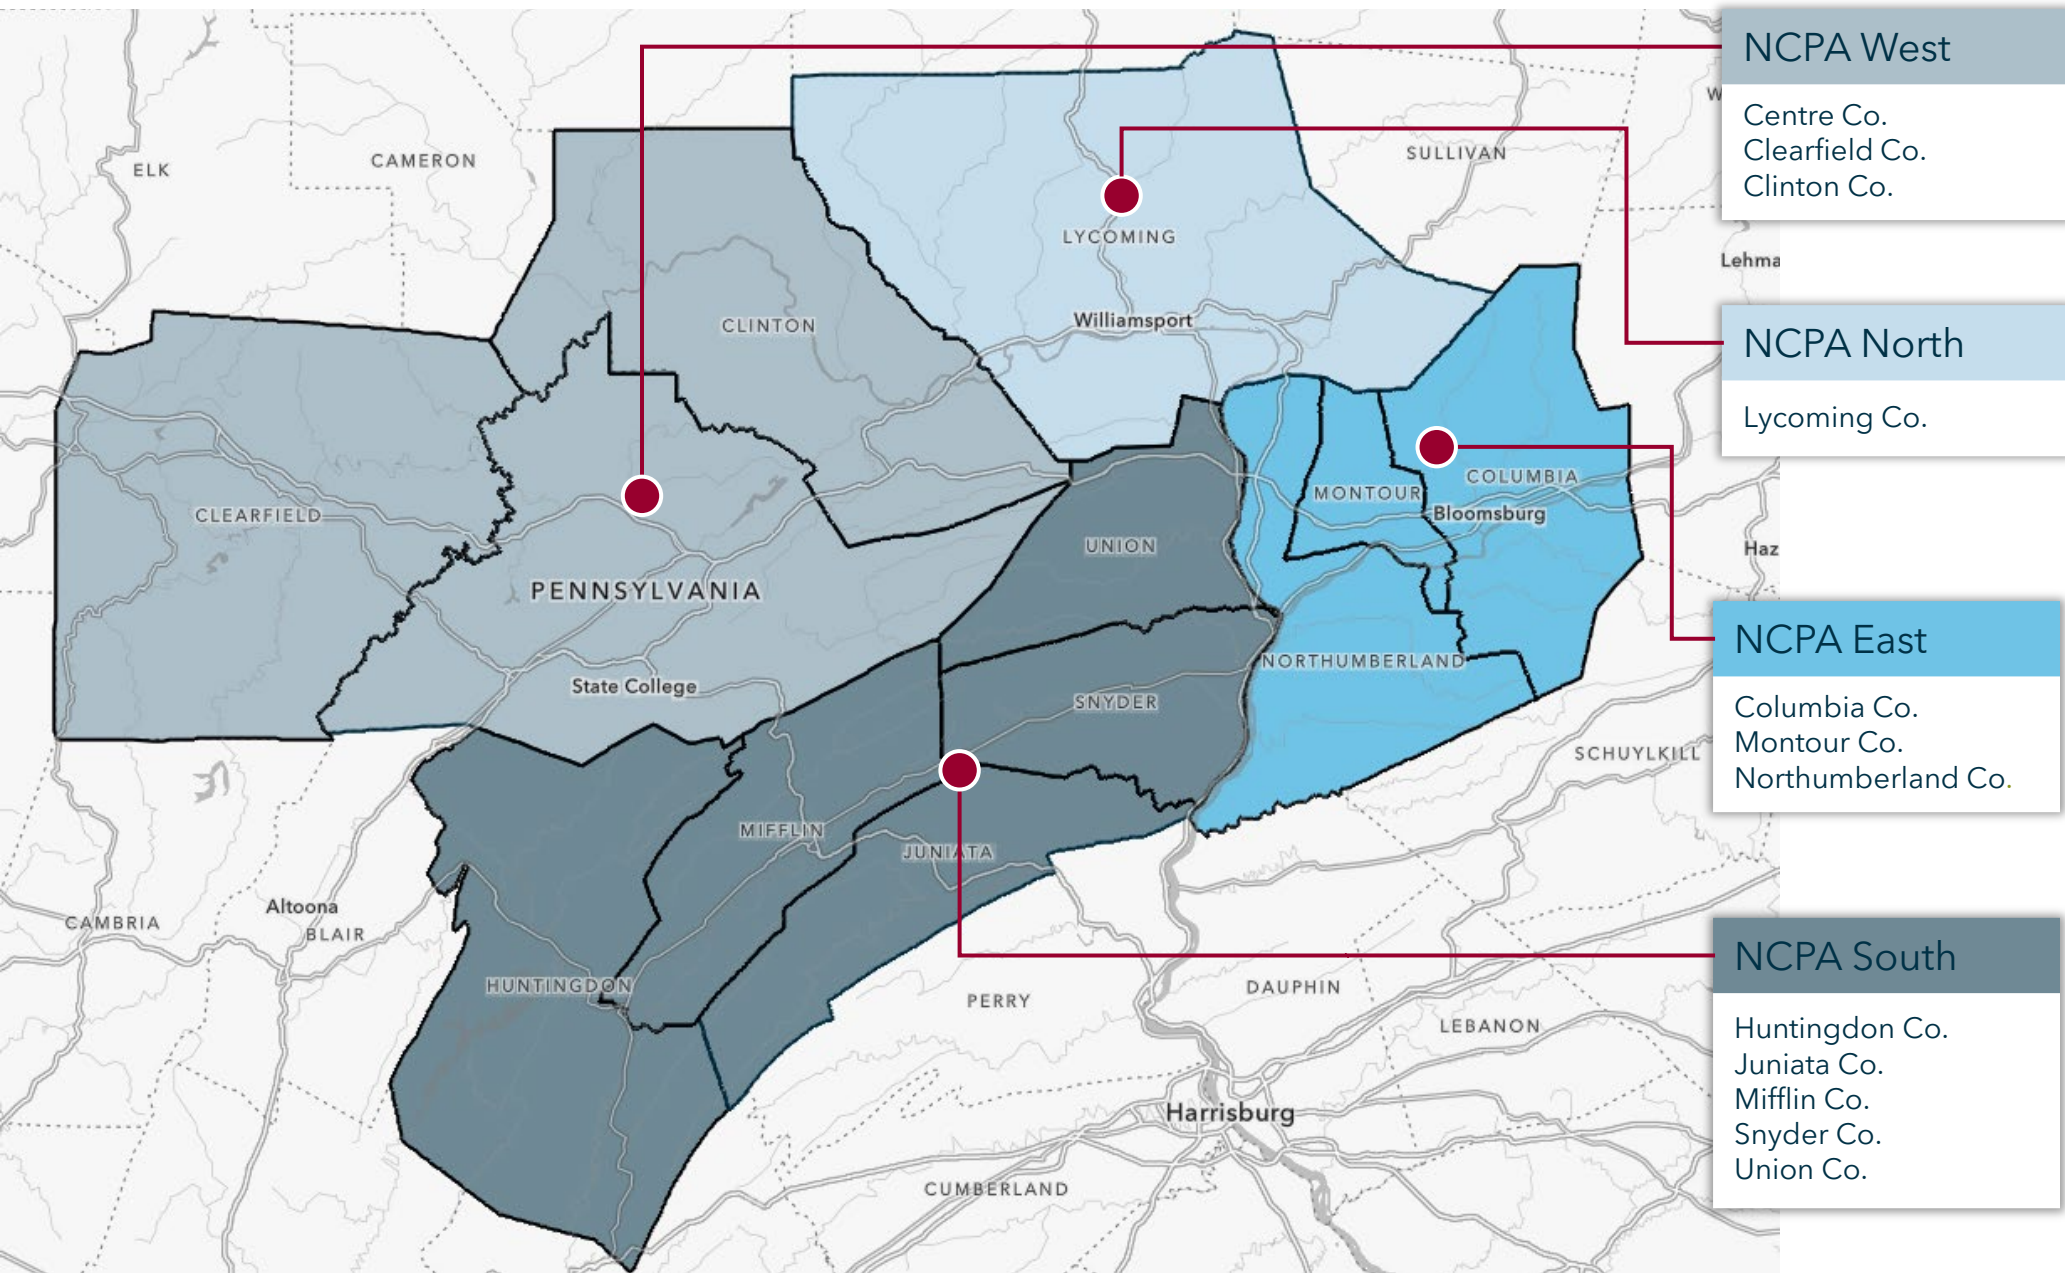 NCPA West
Centre Co.
Clearfield Co.
Clinton Co.
NCPA North
Lycoming Co.
NCPA East
Columbia Co.
Montour Co.
Northumberland Co.
NCPA South
Huntingdon Co.
Juniata Co.
Mifflin Co.
Snyder Co.
Union Co.
ELK
CAMERON
SULLIVAN
LYCOMING
Lehma
Williamsport
CLINTON
COLUMBIA
MONTOUR
Bloomsburg
CLEARFIELD
UNION
Haz
PENNSYLVANIA
NORTHUMBERLAND
State College
SNYDER
SCHUYLKILL
MIFFLIN
JUNIATA
Altoona
CAMBRIA
BLAIR
HUNTINGDON
PERRY
DAUPHIN
LEBANON
Harrisburg
CUMBERLAND